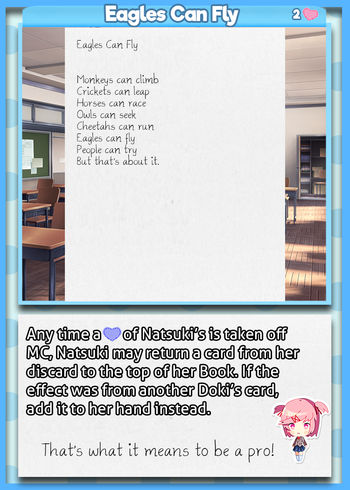 Eagles Can Fly
2
Eagles Can Fly
Monkeys can climb
Crickets can leap
Horses can race
Owls can seek
Cheetahs can run
Eagles can fly
People can try
But that's about it.
Any time a of Natsuki's is taken off
MC, Natsuki may return a card from her
discard to the top of her Book. If the
effect was from another Doki's card,
add it to her hand instead.
That's what it means to be a pro!